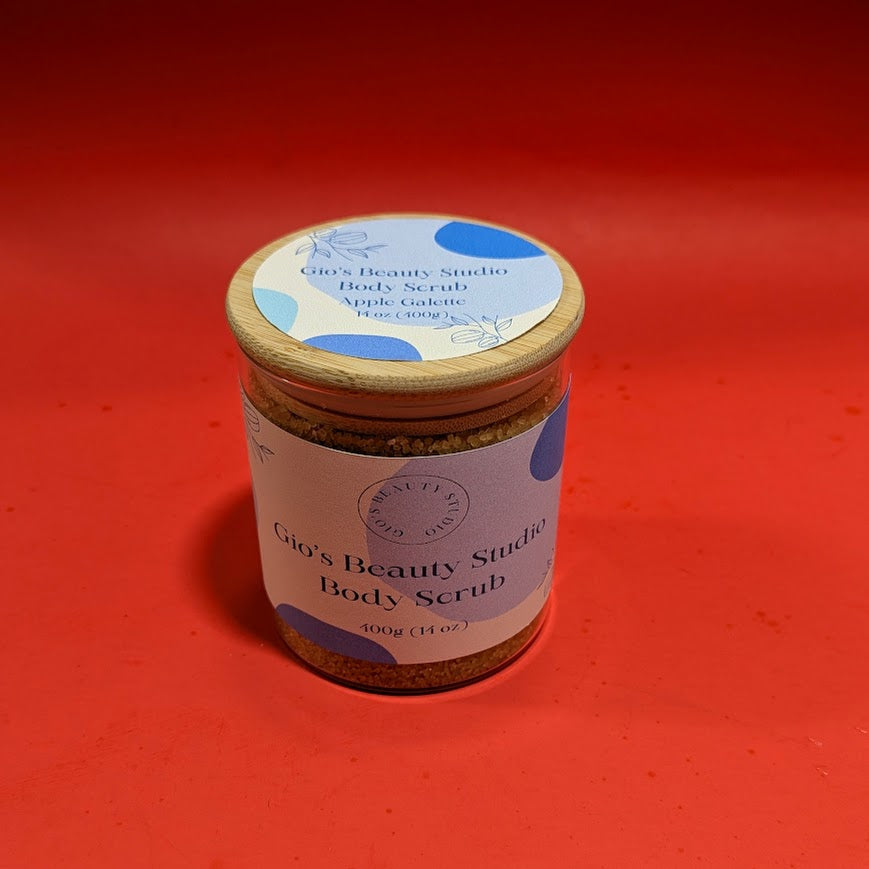 Gio's Beauty Studio
Body Scrub
Apple Galette
14 oz (400g)
GIO'S BEAUTY STUDIO
Gio's Beauty Studio
Body Scrub
400g (14 oz)